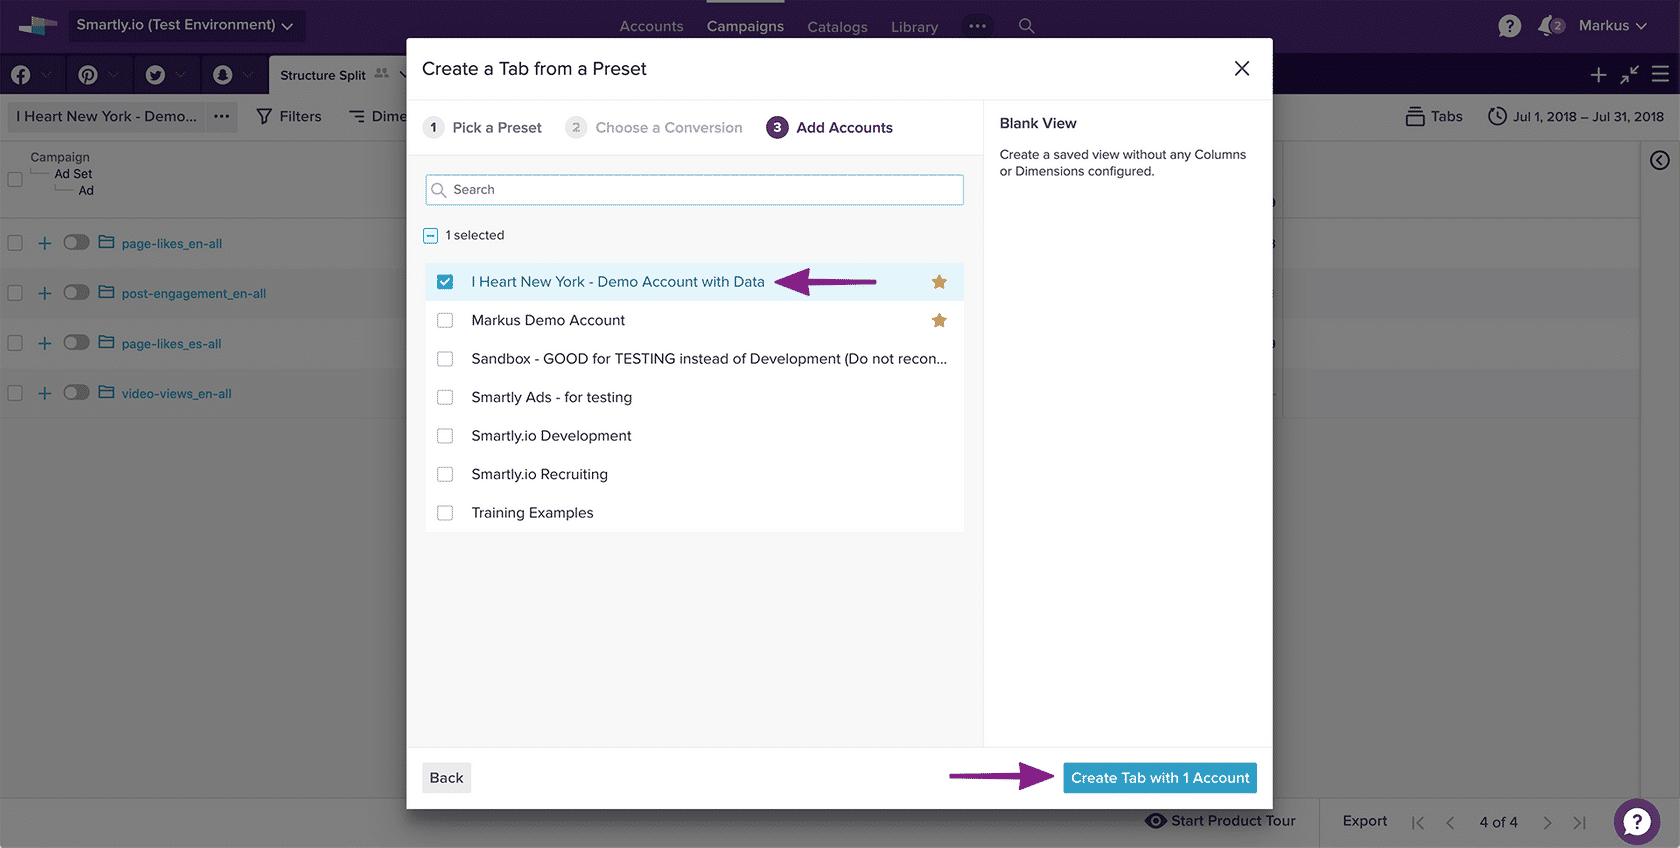 Smartly.io (Test Environment)
Accounts
Campaigns
Catalogs
Library
2
Markus
Structure Split
I Heart New York - Demo...
Filters
Dime
Tabs
Jul 1, 2018 – Jul 31, 2018
Campaign
Ad Set
Ad
page-likes_en-all
post-engagement_en-all
page-likes_es-all
video-views_en-all
Create a Tab from a Preset
1 Pick a Preset
2 Choose a Conversion
3 Add Accounts
Search
1 selected
I Heart New York - Demo Account with Data
Markus Demo Account
Sandbox - GOOD for TESTING instead of Development (Do not recon...
Smartly Ads - for testing
Smartly.io Development
Smartly.io Recruiting
Training Examples
Blank View
Create a saved view without any Columns
or Dimensions configured.
Back
Create Tab with 1 Account
Start Product Tour
Export
4 of 4